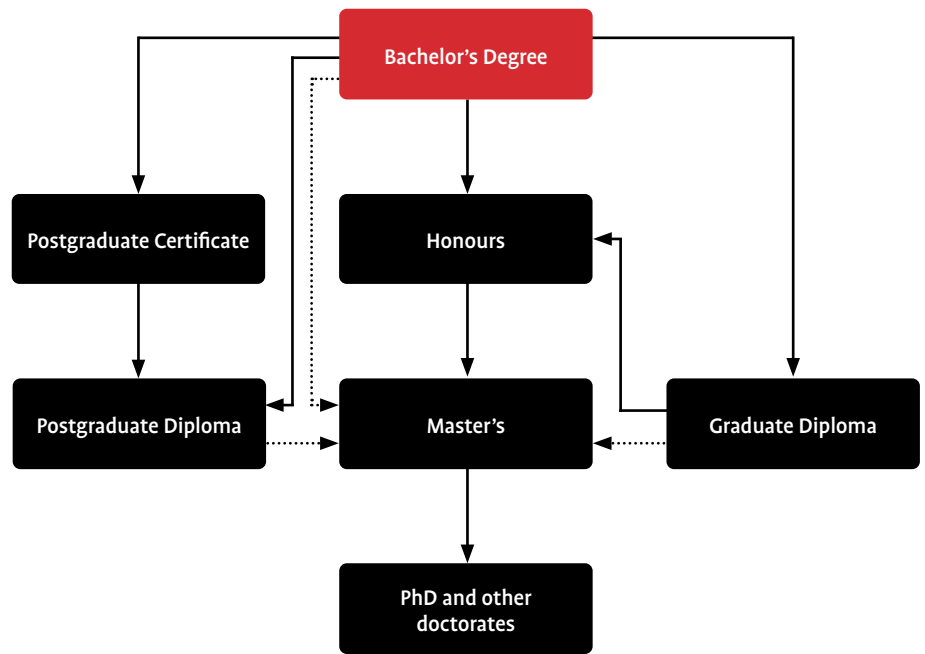 Bachelor’s Degree
Postgraduate Certificate
Honours
Postgraduate Diploma
Master’s
Graduate Diploma
PhD and other
doctorates